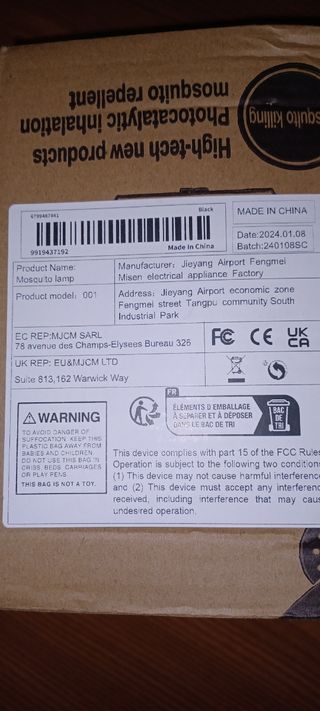 High-tech new products
Photocatalytic inhalation
mosquito repellent
squito killing
Black
9919437192
Made in China
MADE IN CHINA
Date:2024.01.08
Batch:240108SC
Product Name:
Mosquito lamp
Manufacturer: Jieyang Airport Fengmei
Misen electrical appliance Factory
Product model: 001
Address: Jieyang Airport economic zone
Fengmei street Tangpu community South
Industrial Park
EC REP:MJCM SARL
78 avenue des Champs-Elysees Bureau 326
UK REP: EU&MJCM LTD
Suite 813,162 Warwick Way
FC CE UK
CA
FR
ÉLÉMENTS D'EMBALLAGE
À SÉPARER ET À DÉPOSER
DANS LE BAC DE TRI
BAC
DE
TRI
WARNING
TO AVOID DANGER OF
SUFFOCATION, KEEP THIS
PLASTIC BAG AWAY FROM
BABIES AND CHILDREN.
DO NOT USE BAG IN
CRIBS, BEDS, CARRIAGES
OR PLAY PENS.
THIS BAG IS NOT A TOY.
This device complies with part 15 of the FCC Rules
Operation is subject to the following two conditions
(1) This device may not cause harmful interference
and (2) This device must accept any interference
received, including interference that may cause
undesired operation.